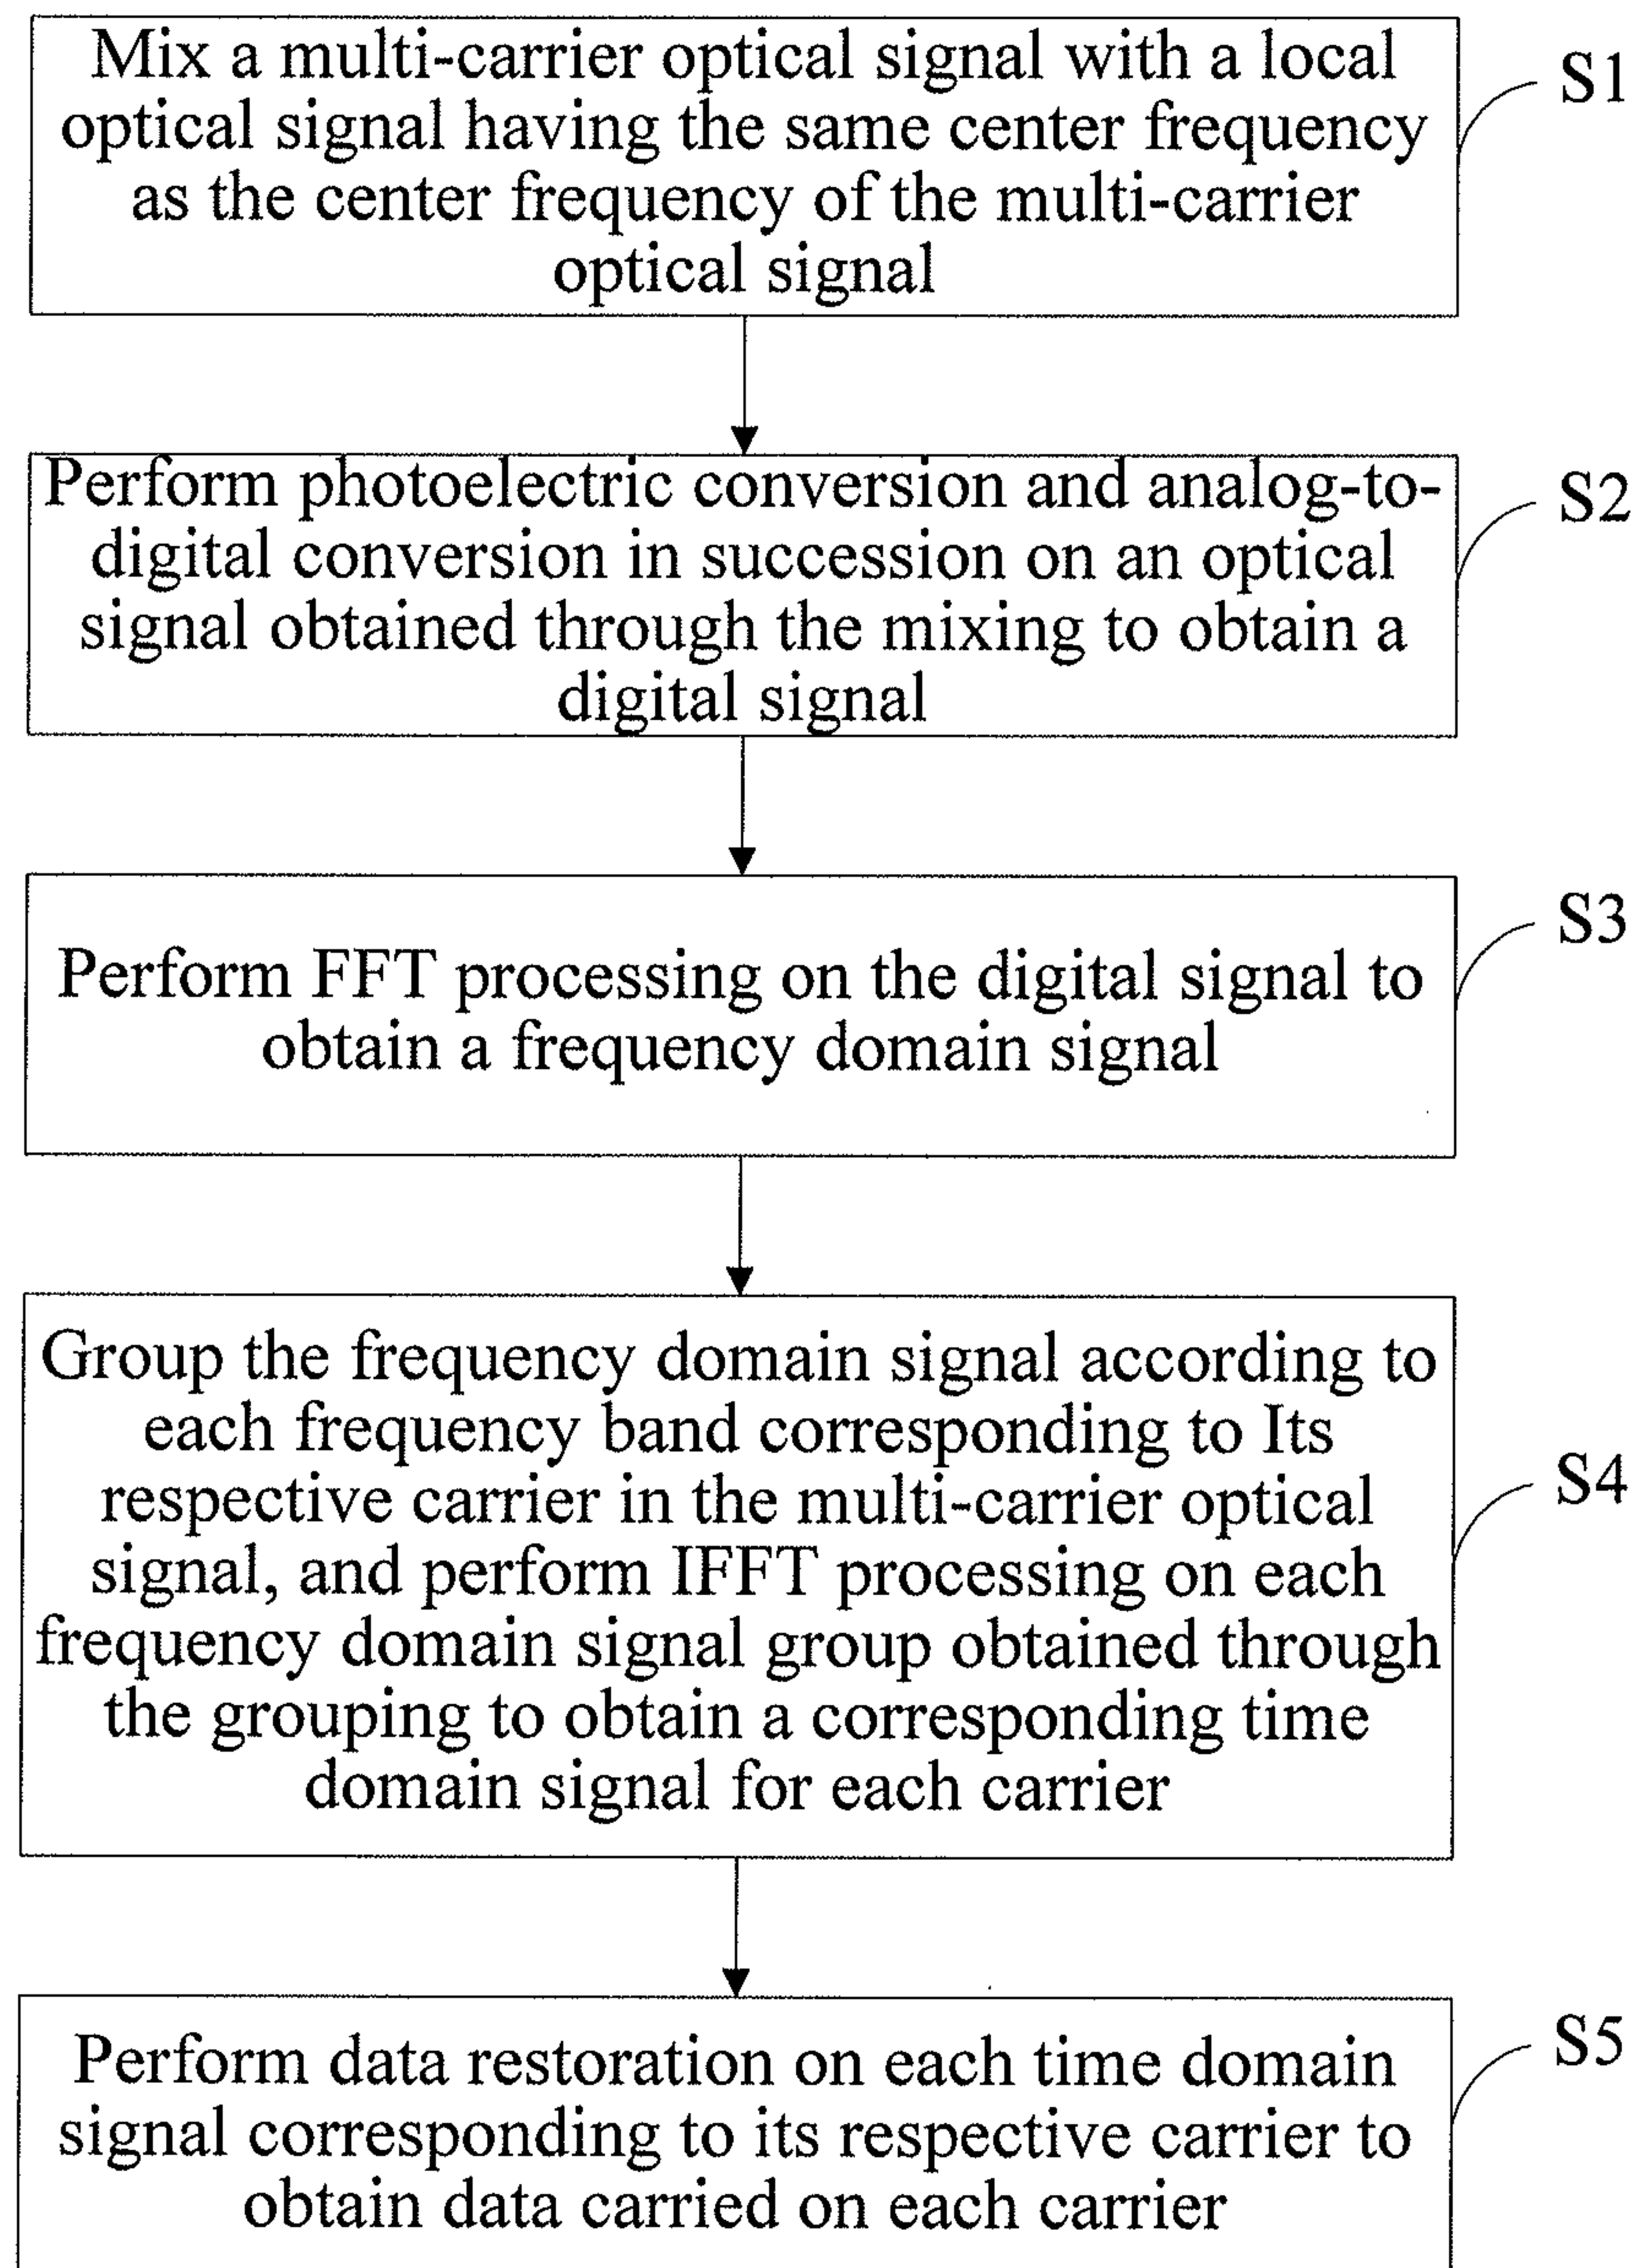 Mix a multi-carrier optical signal with a local
optical signal having the same center frequency
as the center frequency of the multi-carrier
optical signal
S1
Perform photoelectric conversion and analog-to-
digital conversion in succession on an optical
signal obtained through the mixing to obtain a
digital signal
S2
Perform FFT processing on the digital signal to
obtain a frequency domain signal
S3
Group the frequency domain signal according to
each frequency band corresponding to Its
respective carrier in the multi-carrier optical
signal, and perform IFFT processing on each
frequency domain signal group obtained through
the grouping to obtain a corresponding time
domain signal for each carrier
S4
Perform data restoration on each time domain
signal corresponding to its respective carrier to
obtain data carried on each carrier
S5